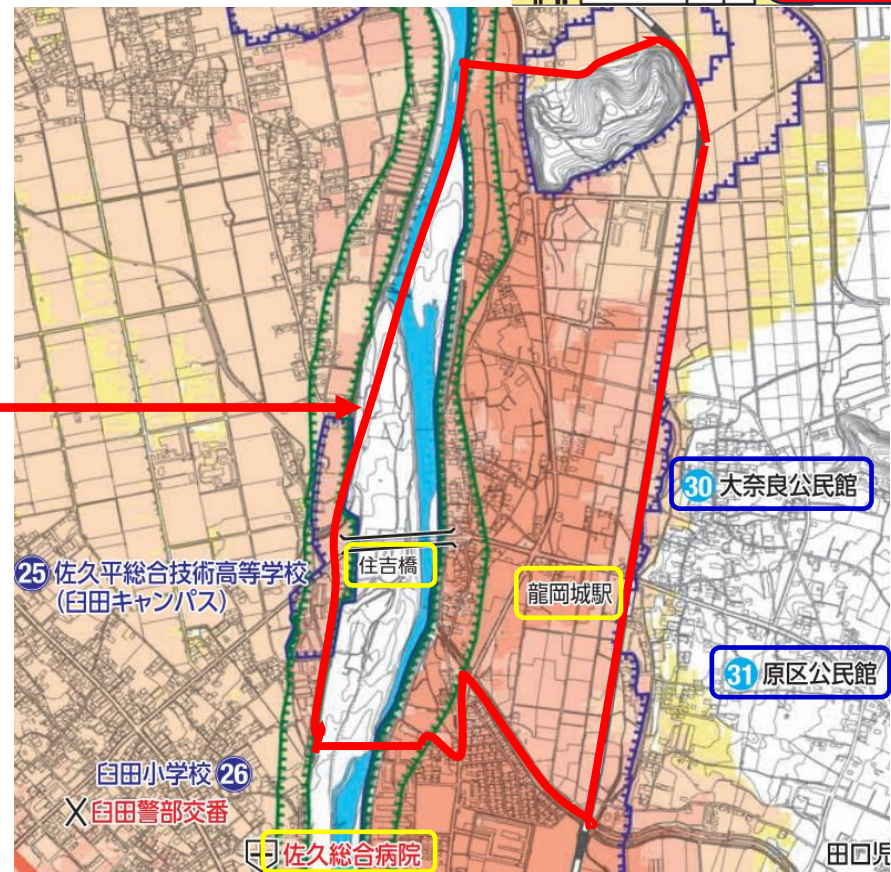 30 大奈良公民館
25 佐久平総合技術高等学校
(臼田キャンパス)
住吉橋
龍岡城駅
31 原区公民館
臼田小学校 26
X 臼田警部交番
佐久総合病院
田口児